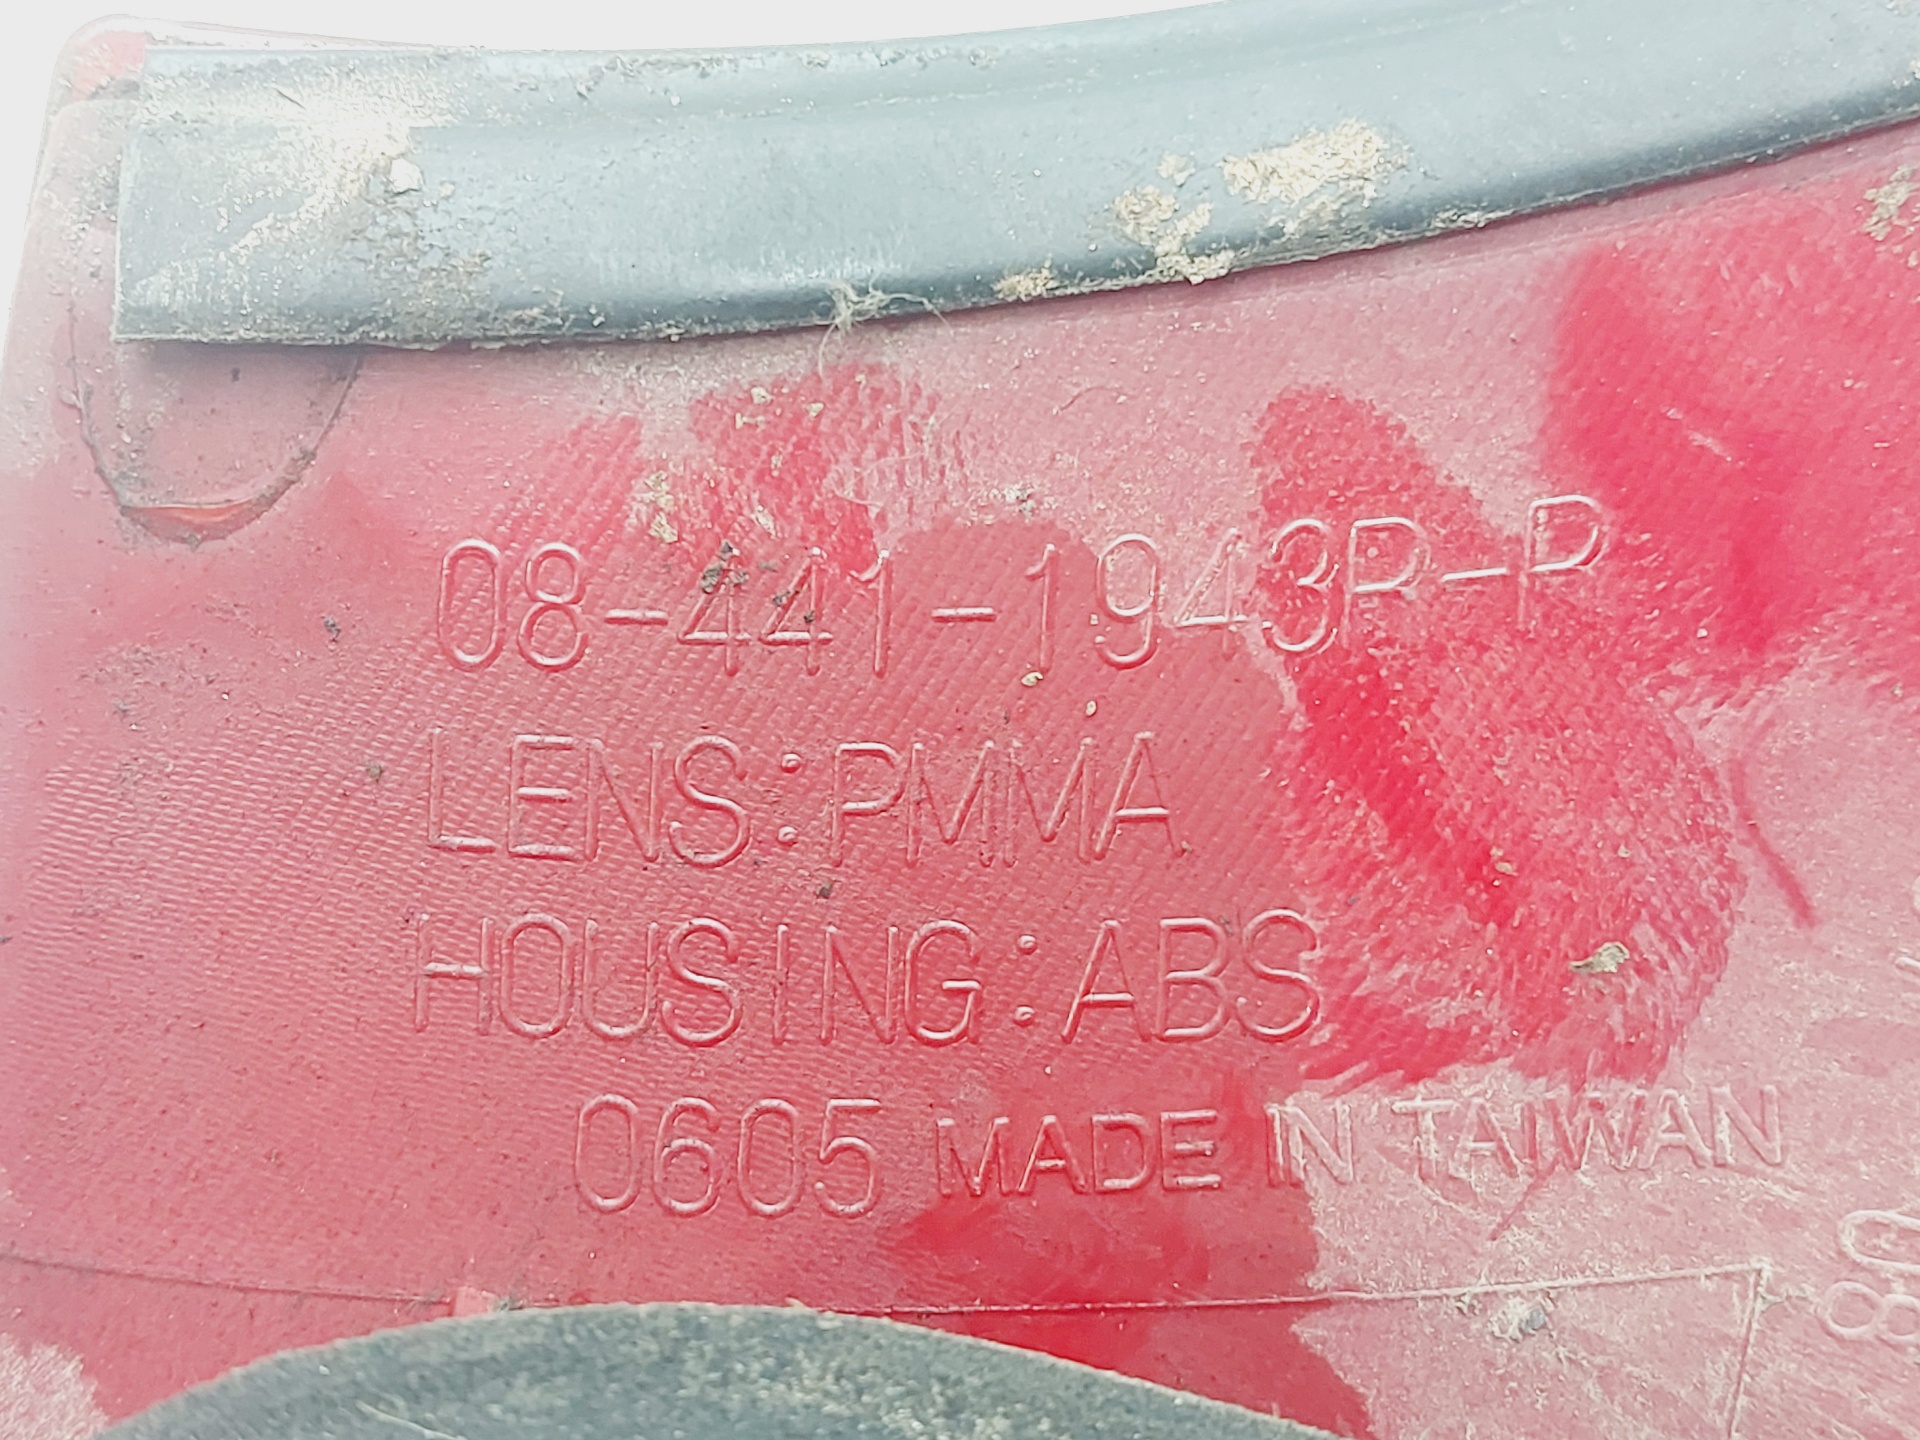 08-441-1943R-P
LENS:PMMA
HOUSING:ABS
0605 MADE IN TAIWAN